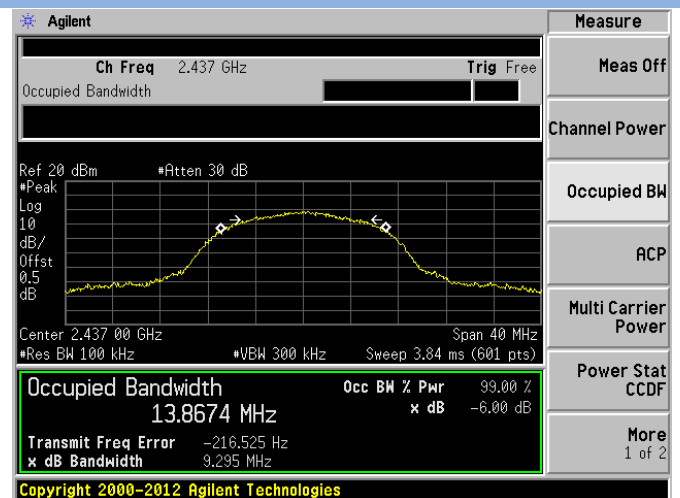 Agilent
Measure
Ch Freq 2.437 GHz Trig Free
Occupied Bandwidth
Meas Off
Channel Power
Occupied BW
ACP
Multi Carrier
Power
Power Stat
CCDF
More
1 of 2
Ref 20 dBm #Atten 30 dB
#Peak
Log
10
dB/
Offst
0.5
dB
Center 2.437 00 GHz Span 40 MHz
#Res BW 100 kHz #VBW 300 kHz Sweep 3.84 ms (601 pts)
Occupied Bandwidth Occ BW % Pwr 99.00 %
13.8674 MHz x dB -6.00 dB
Transmit Freq Error -216.525 Hz
x dB Bandwidth 9.295 MHz
Copyright 2000-2012 Agilent Technologies